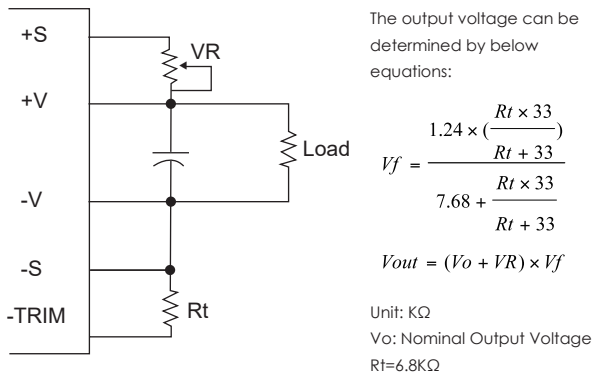 +S
VR
+V
Load
-V
-S
-TRIM
Rt
The output voltage can be
determined by below
equations:
Vf = (1.24 × (Rt × 33 / Rt + 33)) / (7.68 + Rt × 33 / Rt + 33)
Vout = (Vo + VR) × Vf
Unit: KΩ
Vo: Nominal Output Voltage
Rt=6.8KΩ